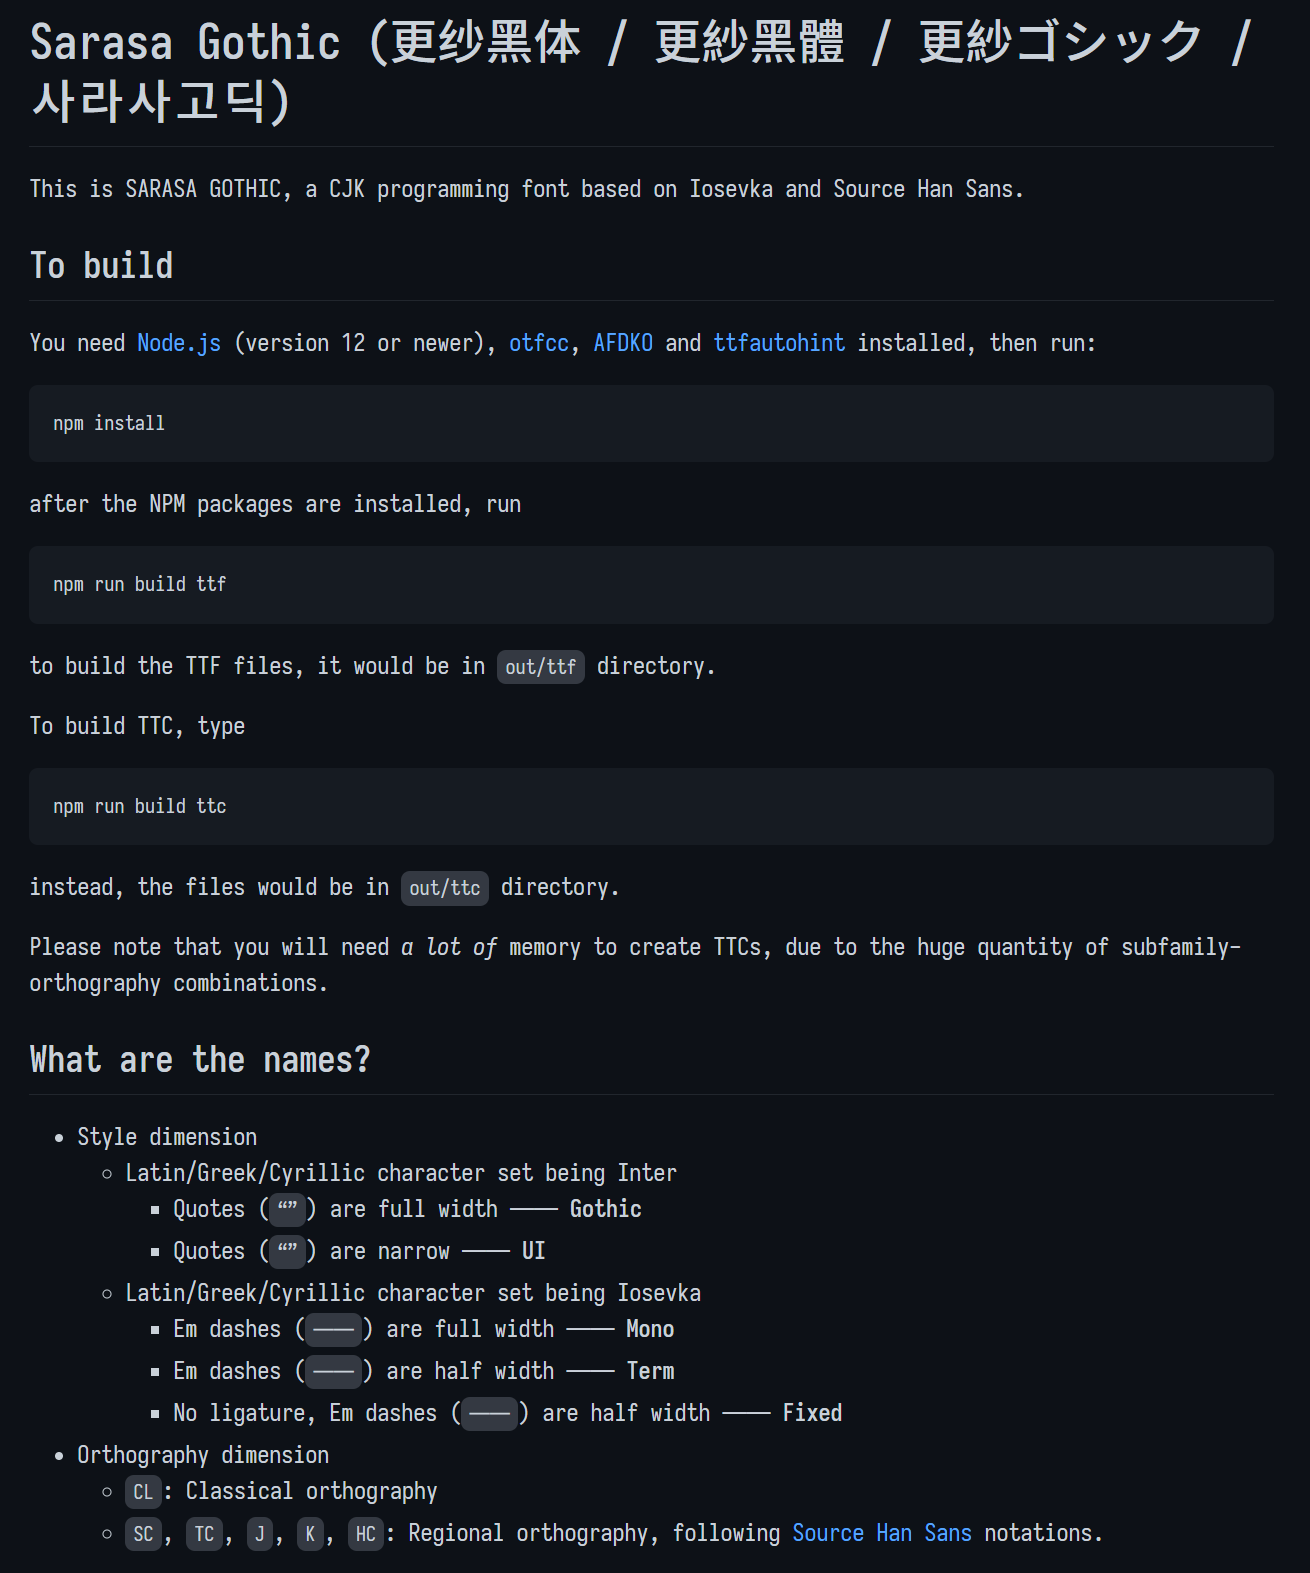 Sarasa Gothic (更纱黑体 / 更紗黑體 / 更紗ゴシック /
사라사고딕)
This is SARASA GOTHIC, a CJK programming font based on Iosevka and Source Han Sans.
To build
You need Node.js (version 12 or newer), otfcc, AFDKO and ttfautohint installed, then run:
npm install
after the NPM packages are installed, run
npm run build ttf
to build the TTF files, it would be in out/ttf directory.
To build TTC, type
npm run build ttc
instead, the files would be in out/ttc directory.
Please note that you will need a lot of memory to create TTCs, due to the huge quantity of subfamily-
orthography combinations.
What are the names?
• Style dimension
◦ Latin/Greek/Cyrillic character set being Inter
▪ Quotes (“”) are full width —— Gothic
▪ Quotes (“”) are narrow —— UI
◦ Latin/Greek/Cyrillic character set being Iosevka
▪ Em dashes (——) are full width —— Mono
▪ Em dashes (——) are half width —— Term
▪ No ligature, Em dashes (——) are half width —— Fixed
• Orthography dimension
◦ CL: Classical orthography
◦ SC, TC, J, K, HC: Regional orthography, following Source Han Sans notations.